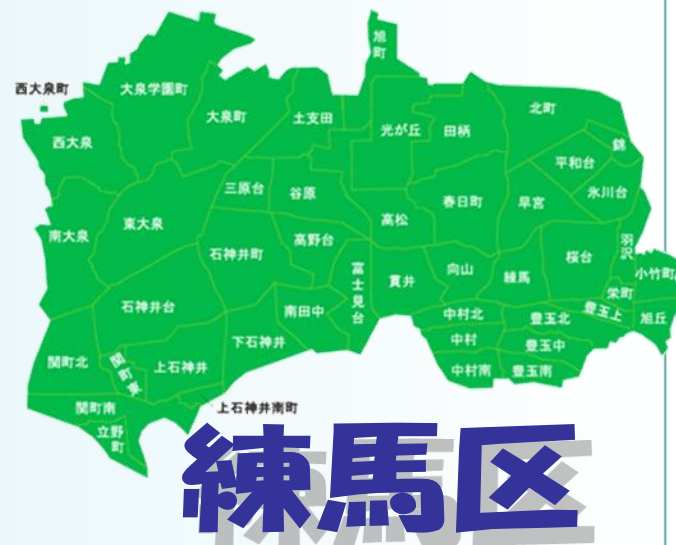 旭町
西大泉町
大泉学園町
大泉町
土支田
光が丘
田柄
北町
西大泉
錦
平和台
氷川台
三原台
谷原
春日町
早宮
南大泉
東大泉
高松
羽沢
石神井町
高野台
富士見台
貫井
向山
練馬
桜台
小竹町
栄町
石神井台
南田中
中村北
豊玉北
豊玉上
旭丘
下石神井
中村
豊玉中
関町北
関町東
上石神井
中村南
豊玉南
関町南
上石神井南町
立野町
練馬区